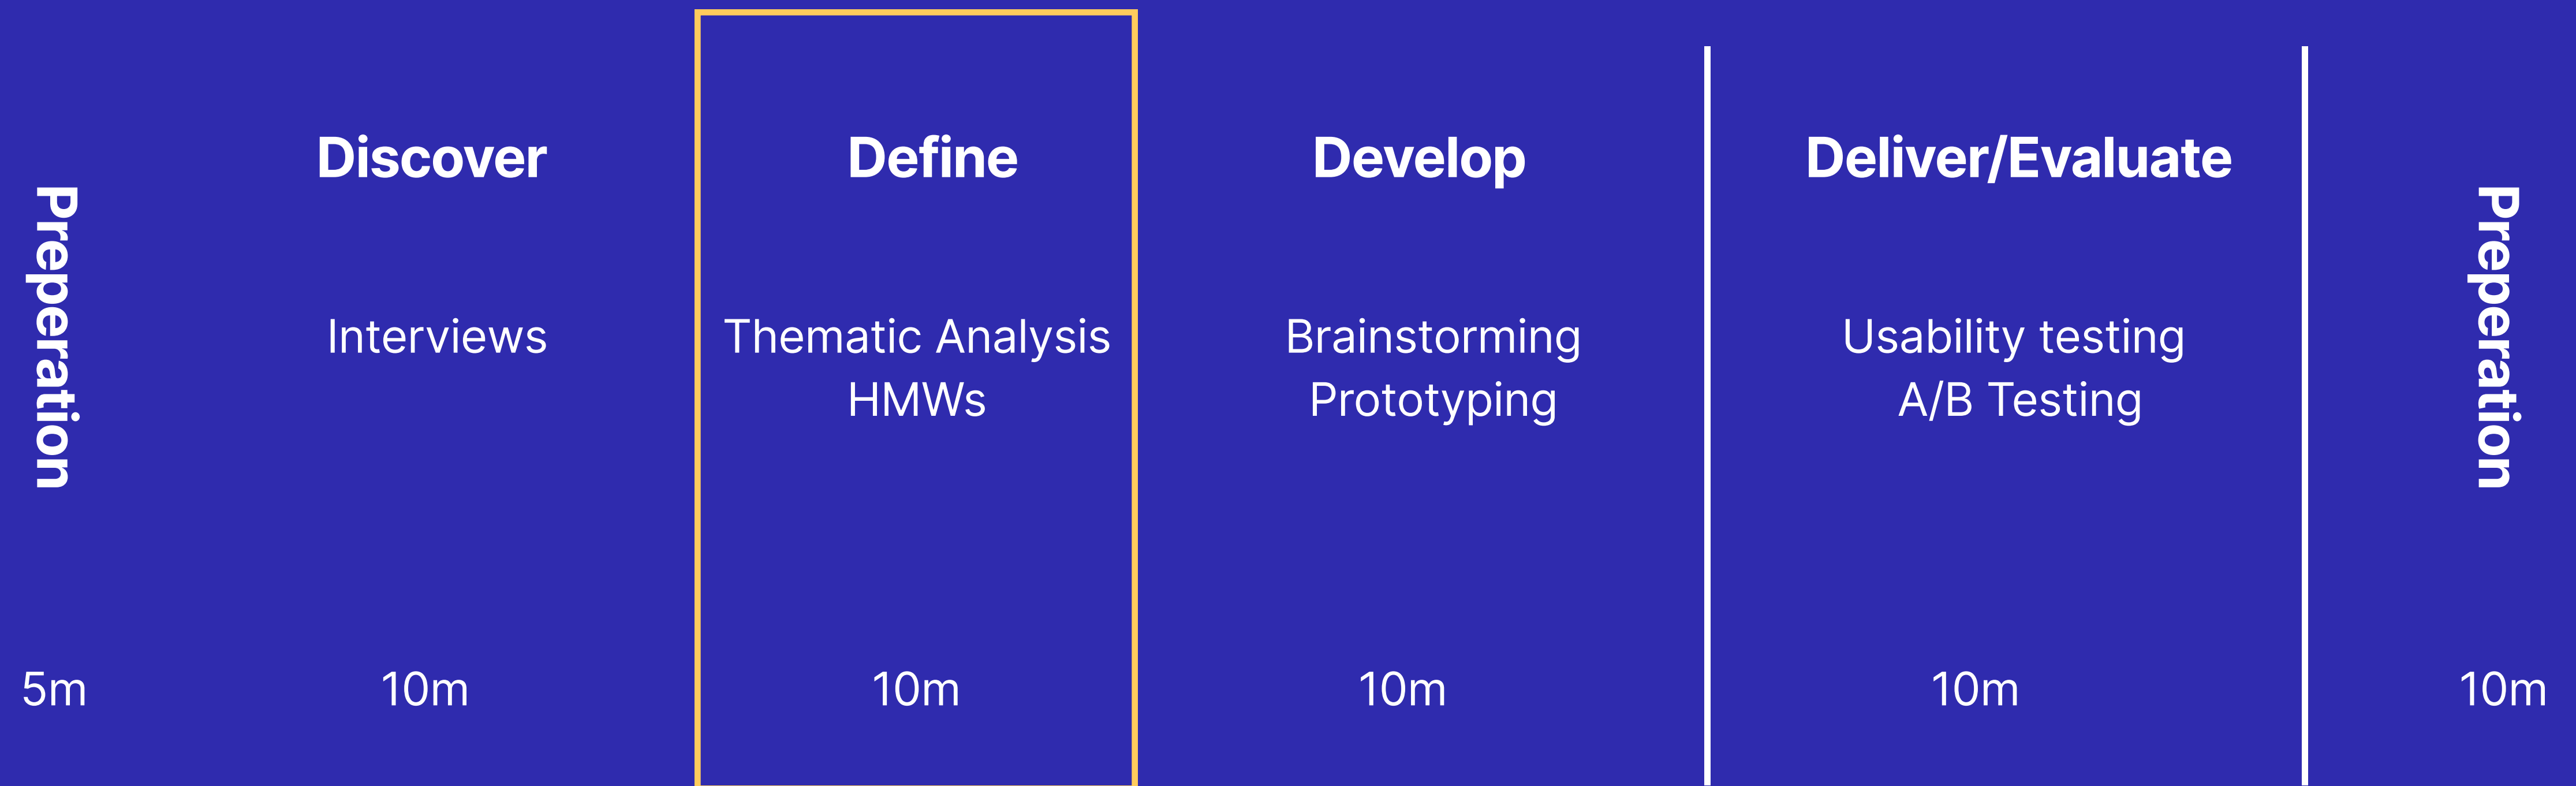 Preperation
5m
Discover
Interviews
10m
Define
Thematic Analysis
HMWs
10m
Develop
Brainstorming
Prototyping
10m
Deliver/Evaluate
Usability testing
A/B Testing
10m
Preperation
10m